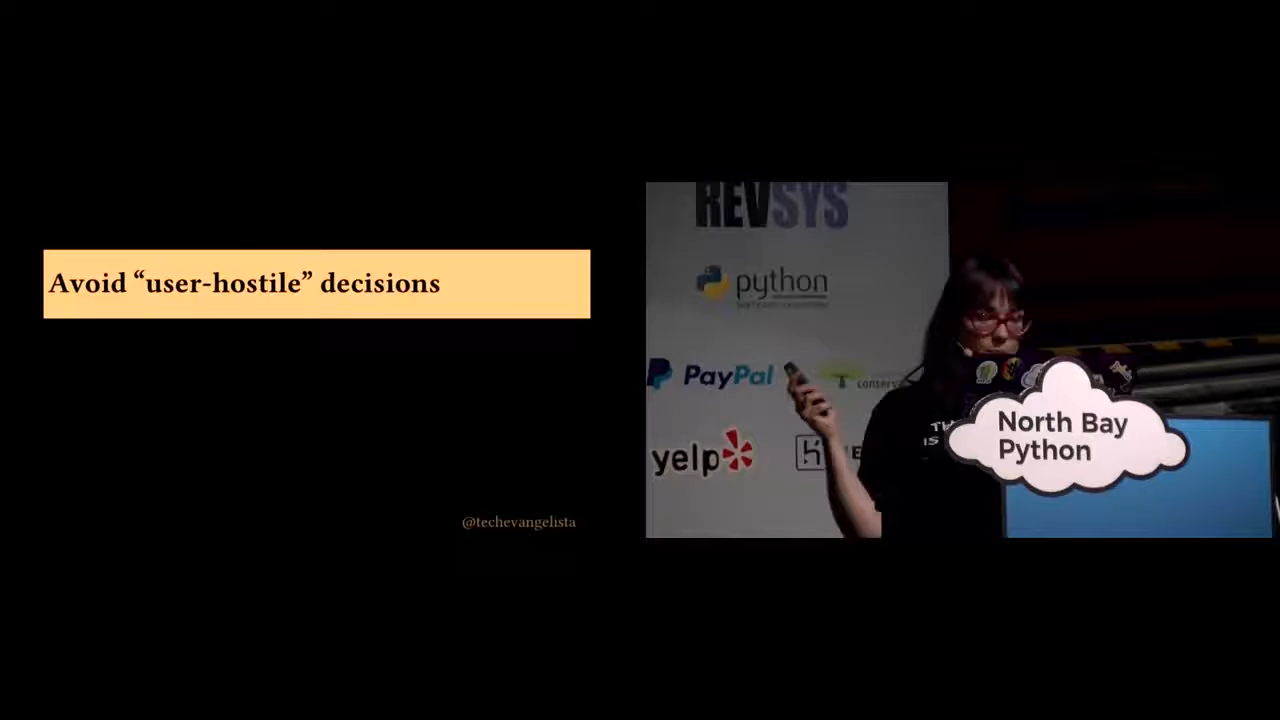 Avoid “user-hostile” decisions
@techevangelista
REVSYS
python
PayPal
yelp
North Bay
Python